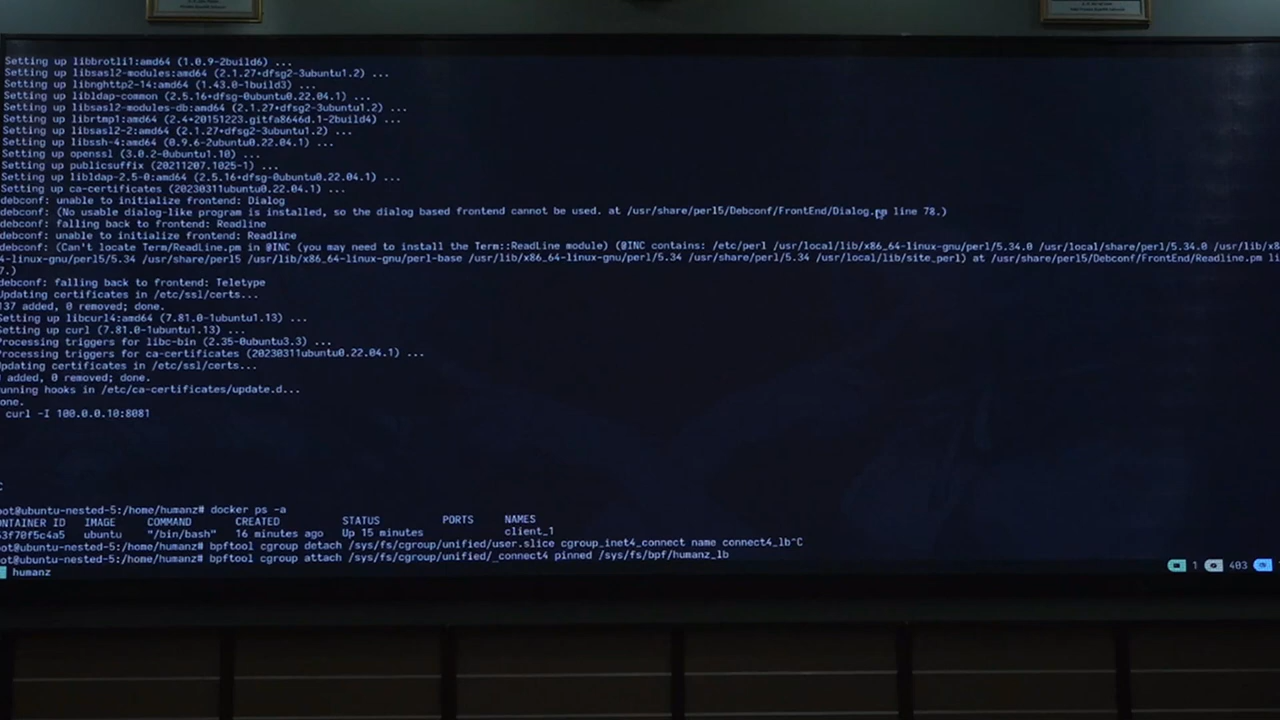 Setting up libbrotli1:amd64 (1.0.9-2build6) ...
Setting up libsasl2-modules:amd64 (2.1.27+dfsg2-3ubuntu1.2) ...
Setting up libnghttp2-14:amd64 (1.43.0-1build3) ...
Setting up libldap-common (2.5.16+dfsg-0ubuntu0.22.04.1) ...
Setting up libsasl2-modules-db:amd64 (2.1.27+dfsg2-3ubuntu1.2) ...
Setting up librtmp1:amd64 (2.4+20151223.gitfa8646d.1-2build4) ...
Setting up libsasl2-2:amd64 (2.1.27+dfsg2-3ubuntu1.2) ...
Setting up libssh-4:amd64 (0.9.6-2ubuntu0.22.04.1) ...
Setting up openssl (3.0.2-0ubuntu1.10) ...
Setting up publicsuffix (20211207.1025-1) ...
Setting up libldap-2.5-0:amd64 (2.5.16+dfsg-0ubuntu0.22.04.1) ...
Setting up ca-certificates (20230311ubuntu0.22.04.1) ...
debconf: unable to initialize frontend: Dialog
debconf: (No usable dialog-like program is installed, so the dialog based frontend cannot be used. at /usr/share/perl5/Debconf/FrontEnd/Dialog.pm line 78.)
debconf: falling back to frontend: Readline
debconf: unable to initialize frontend: Readline
debconf: (Can't locate Term/ReadLine.pm in @INC (you may need to install the Term::ReadLine module) (@INC contains: /etc/perl /usr/local/lib/x86_64-linux-gnu/perl/5.34.0 /usr/local/share/perl/5.34.0 /usr/lib/x8
4-linux-gnu/perl5/5.34 /usr/share/perl5 /usr/lib/x86_64-linux-gnu/perl-base /usr/lib/x86_64-linux-gnu/perl/5.34 /usr/share/perl/5.34 /usr/local/lib/site_perl) at /usr/share/perl5/Debconf/FrontEnd/Readline.pm li
7.)
debconf: falling back to frontend: Teletype
Updating certificates in /etc/ssl/certs...
137 added, 0 removed; done.
Setting up libcurl4:amd64 (7.81.0-1ubuntu1.13) ...
Setting up curl (7.81.0-1ubuntu1.13) ...
Processing triggers for libc-bin (2.35-0ubuntu3.3) ...
Processing triggers for ca-certificates (20230311ubuntu0.22.04.1) ...
Updating certificates in /etc/ssl/certs...
added, 0 removed; done.
unning hooks in /etc/ca-certificates/update.d...
one.
curl -I 100.0.0.10:8081
C
oot@ubuntu-nested-5:/home/humanz# docker ps -a
ONTAINER ID IMAGE COMMAND CREATED STATUS PORTS NAMES
63f70f5c4a5 ubuntu "/bin/bash" 16 minutes ago Up 15 minutes client_1
oot@ubuntu-nested-5:/home/humanz# bpftool cgroup detach /sys/fs/cgroup/unified/user.slice cgroup_inet4_connect name connect4_lb^C
oot@ubuntu-nested-5:/home/humanz# bpftool cgroup attach /sys/fs/cgroup/unified/_connect4 pinned /sys/fs/bpf/humanz_lb
humanz 1 403